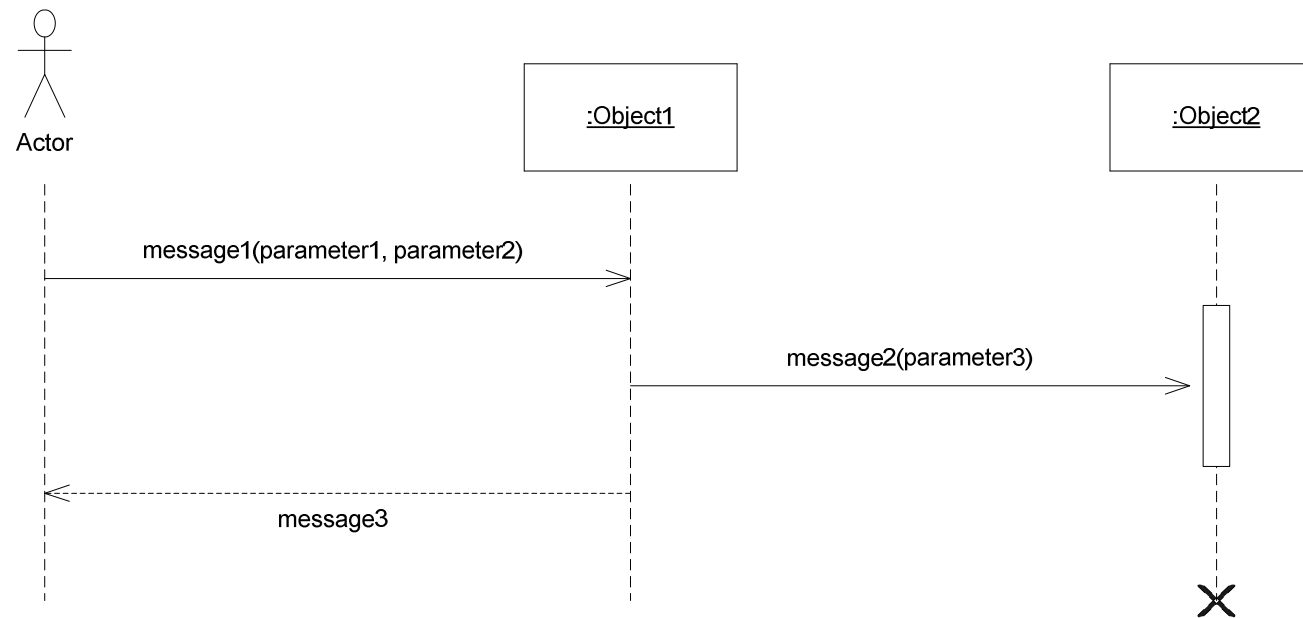 :Object1
:Object2
Actor
message1(parameter1, parameter2)
message2(parameter3)
message3